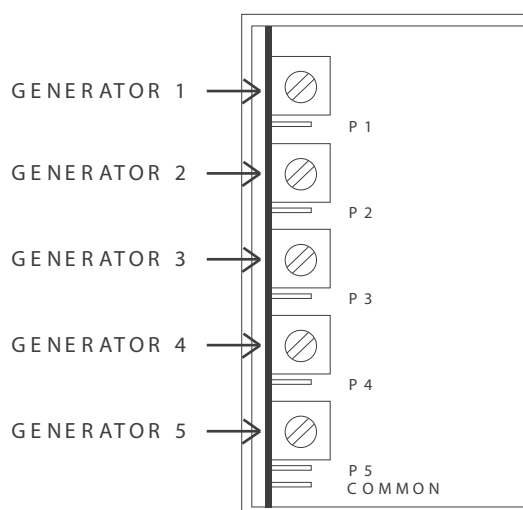 GENERATOR 1
P1
GENERATOR 2
P2
GENERATOR 3
P3
GENERATOR 4
P4
GENERATOR 5
P5
COMMON